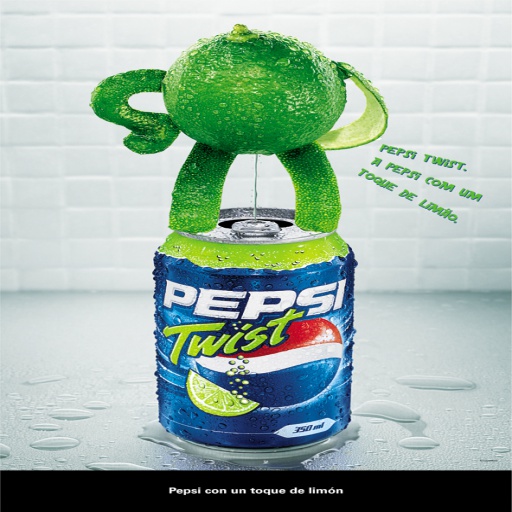 PEPSI TWIST.
A PEPSI COM UM
TOQUE DE LIMÃO.
PEPSI
Twist
350 ml
Pepsi con un toque de limón